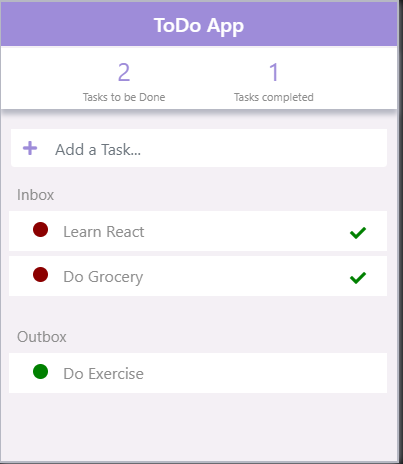 ToDo App
2
1
Tasks to be Done
Tasks completed
Add a Task...
Inbox
Learn React
Do Grocery
Outbox
Do Exercise